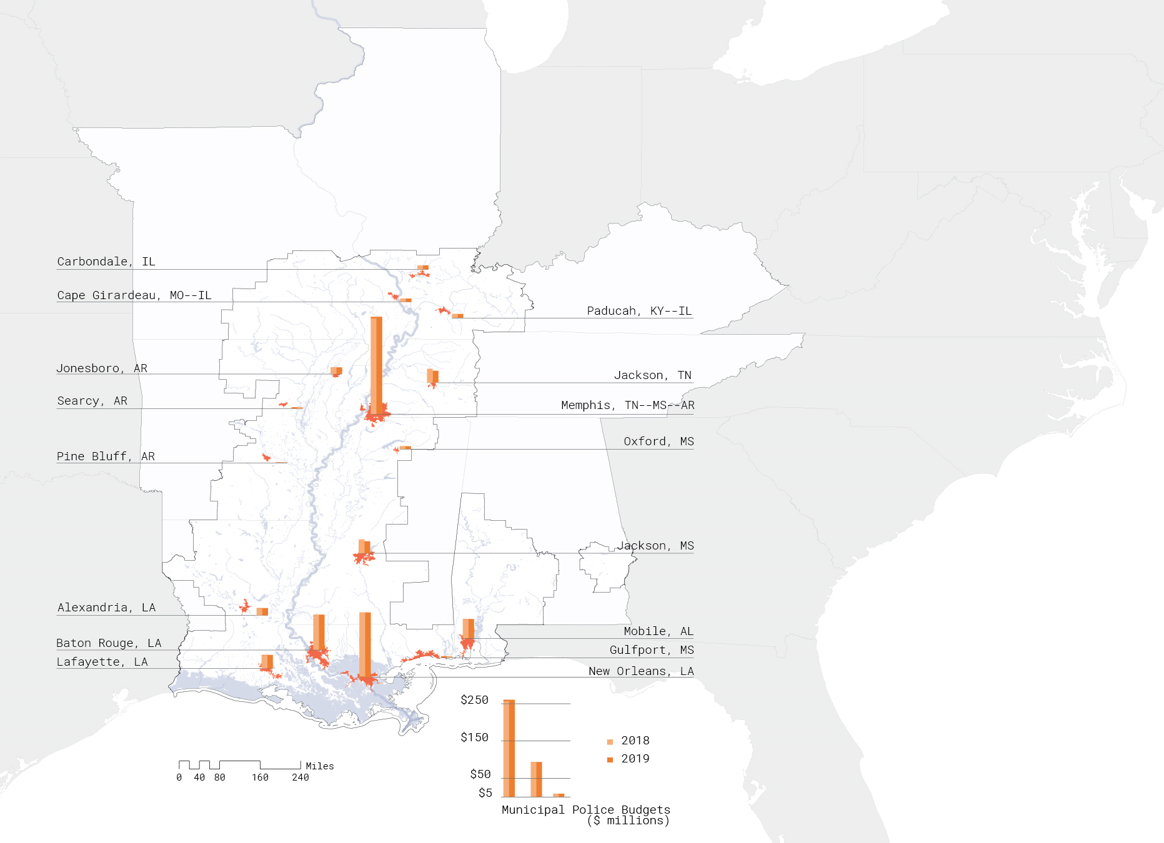 Carbondale, IL
Cape Girardeau, MO--IL
Paducah, KY--IL
Jonesboro, AR
Jackson, TN
Searcy, AR
Memphis, TN--MS--AR
Oxford, MS
Pine Bluff, AR
Jackson, MS
Alexandria, LA
Mobile, AL
Baton Rouge, LA
Gulfport, MS
Lafayette, LA
New Orleans, LA
$250
$150
$50
$5
2018
2019
Municipal Police Budgets
($ millions)
Miles
0 40 80 160 240